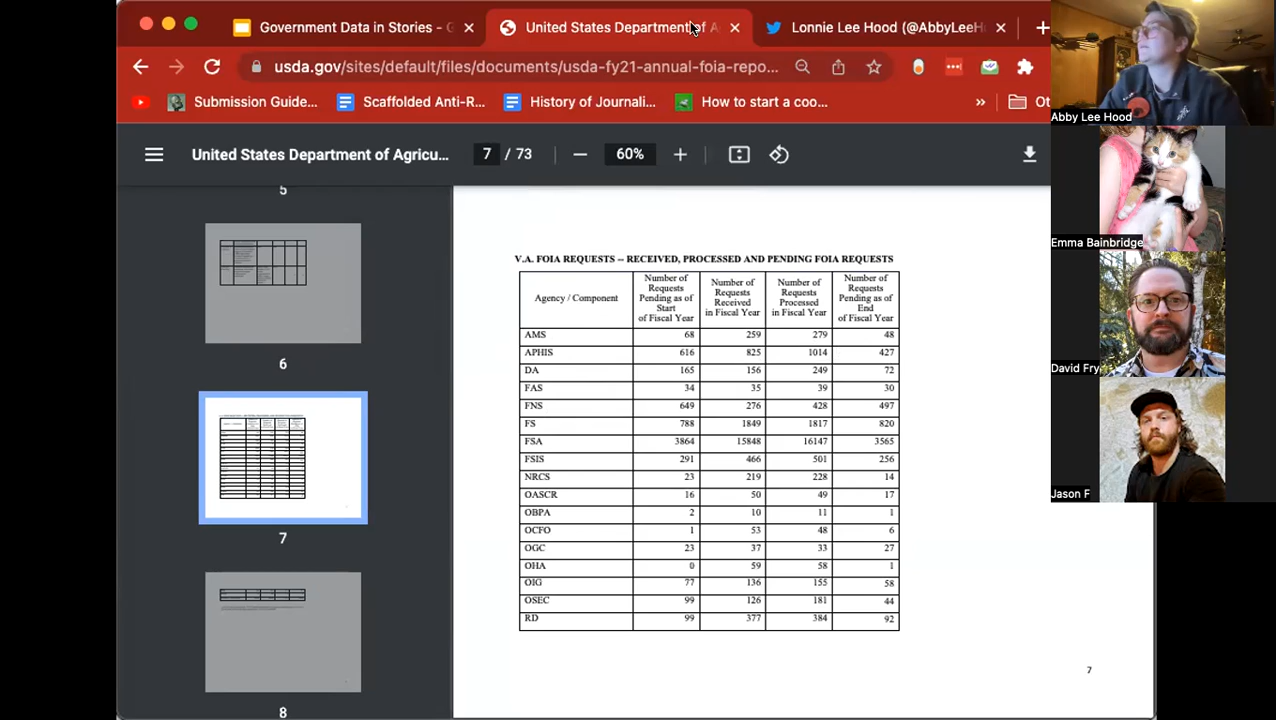 Government Data in Stories - G
United States Department of A
Lonnie Lee Hood (@AbbyLeeH
usda.gov/sites/default/files/documents/usda-fy21-annual-foia-repo...
Submission Guide...
Scaffolded Anti-R...
History of Journali...
How to start a coo...
»
Ot
United States Department of Agricu...
7 / 73
60%
5
6
7
8
V.A. FOIA REQUESTS -- RECEIVED, PROCESSED AND PENDING FOIA REQUESTS
Agency / Component
Number of
Requests
Pending as of
Start
of Fiscal Year
Number of
Requests
Received
in Fiscal Year
Number of
Requests
Processed
in Fiscal Year
Number of
Requests
Pending as of
End
of Fiscal Year
AMS 68 259 279 48
APHIS 616 825 1014 427
DA 165 156 249 72
FAS 34 35 39 30
FNS 649 276 428 497
FS 788 1849 1817 820
FSA 3864 15848 16147 3565
FSIS 291 466 501 256
NRCS 23 219 228 14
OASCR 16 50 49 17
OBPA 2 10 11 1
OCFO 1 53 48 6
OGC 23 37 33 27
OHA 0 59 58 1
OIG 77 136 155 58
OSEC 99 126 181 44
RD 99 377 384 92
7
Abby Lee Hood
Emma Bainbridge
David Fry
Jason F